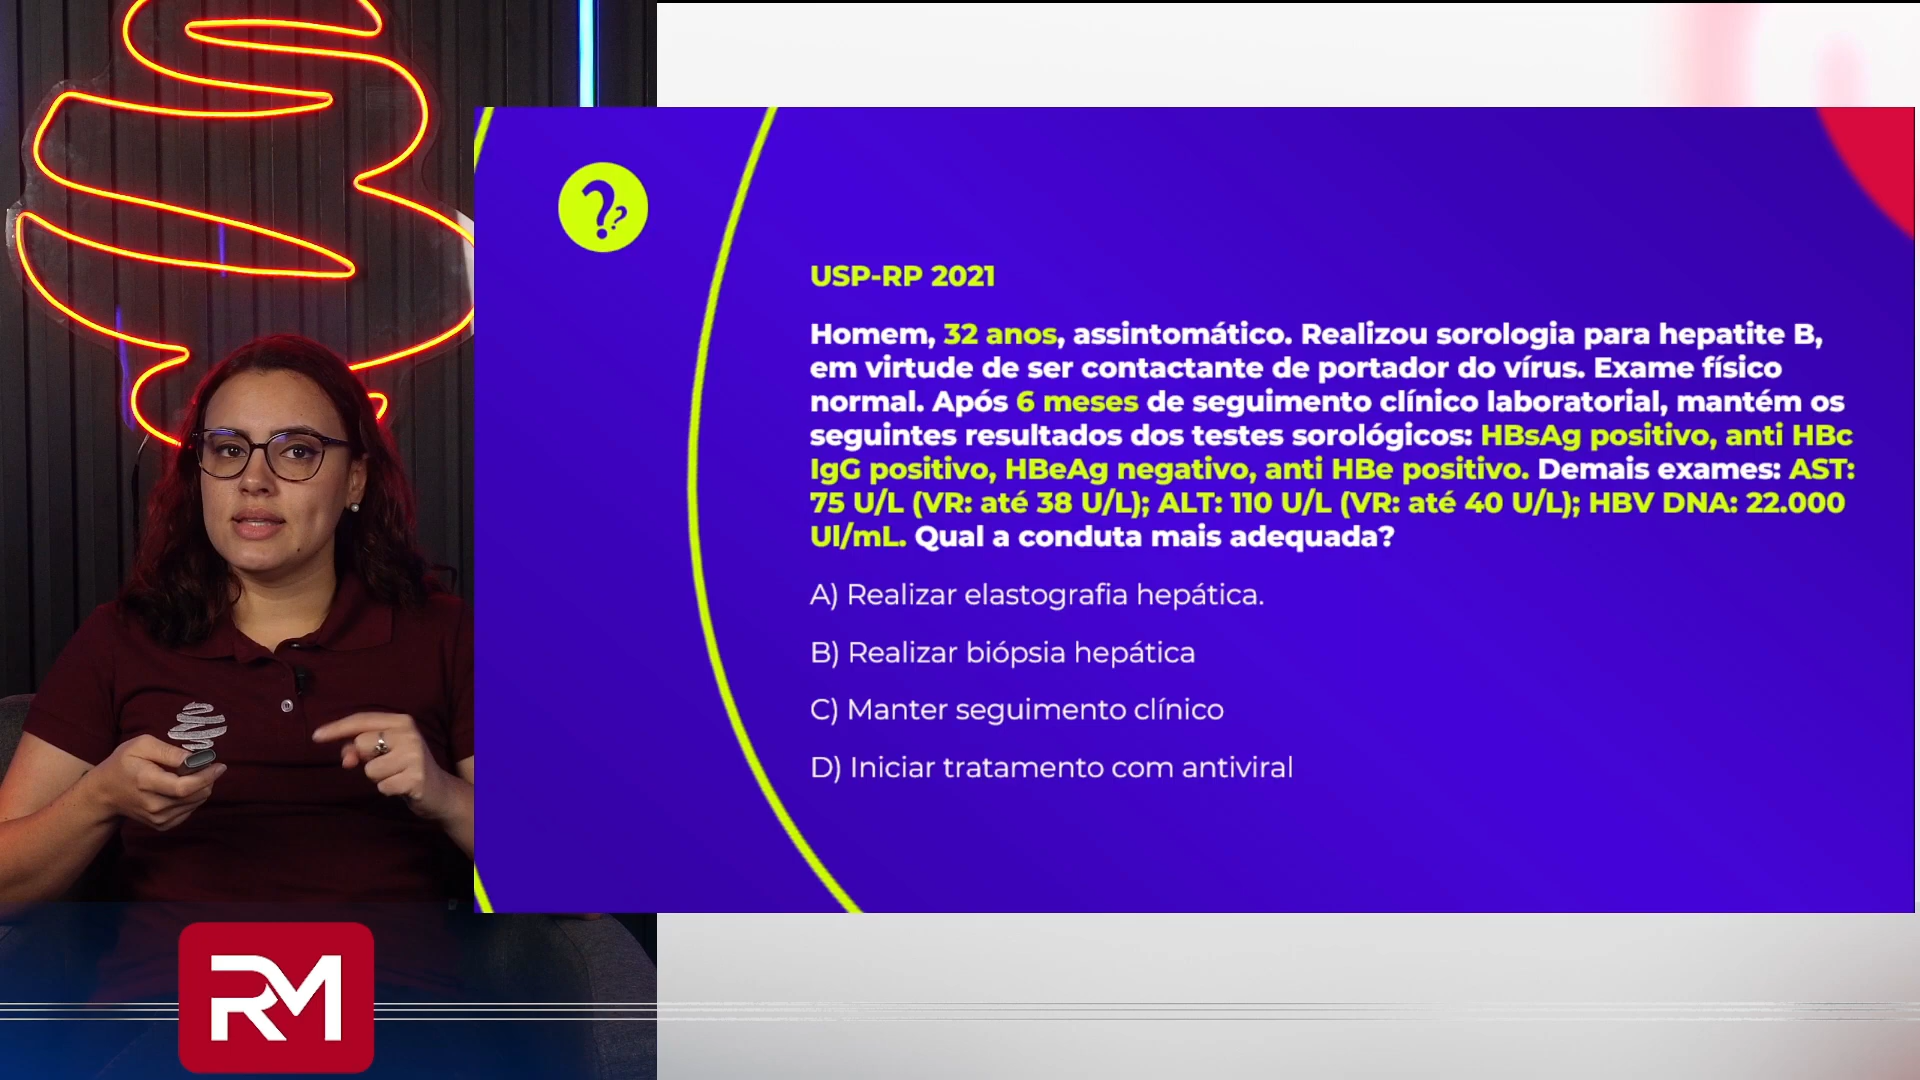 ??
USP-RP 2021
Homem, 32 anos, assintomático. Realizou sorologia para hepatite B,
em virtude de ser contactante de portador do vírus. Exame físico
normal. Após 6 meses de seguimento clínico laboratorial, mantém os
seguintes resultados dos testes sorológicos: HBsAg positivo, anti HBc
IgG positivo, HBeAg negativo, anti HBe positivo. Demais exames: AST:
75 U/L (VR: até 38 U/L); ALT: 110 U/L (VR: até 40 U/L); HBV DNA: 22.000
UI/mL. Qual a conduta mais adequada?
A) Realizar elastografia hepática.
B) Realizar biópsia hepática
C) Manter seguimento clínico
D) Iniciar tratamento com antiviral
RM